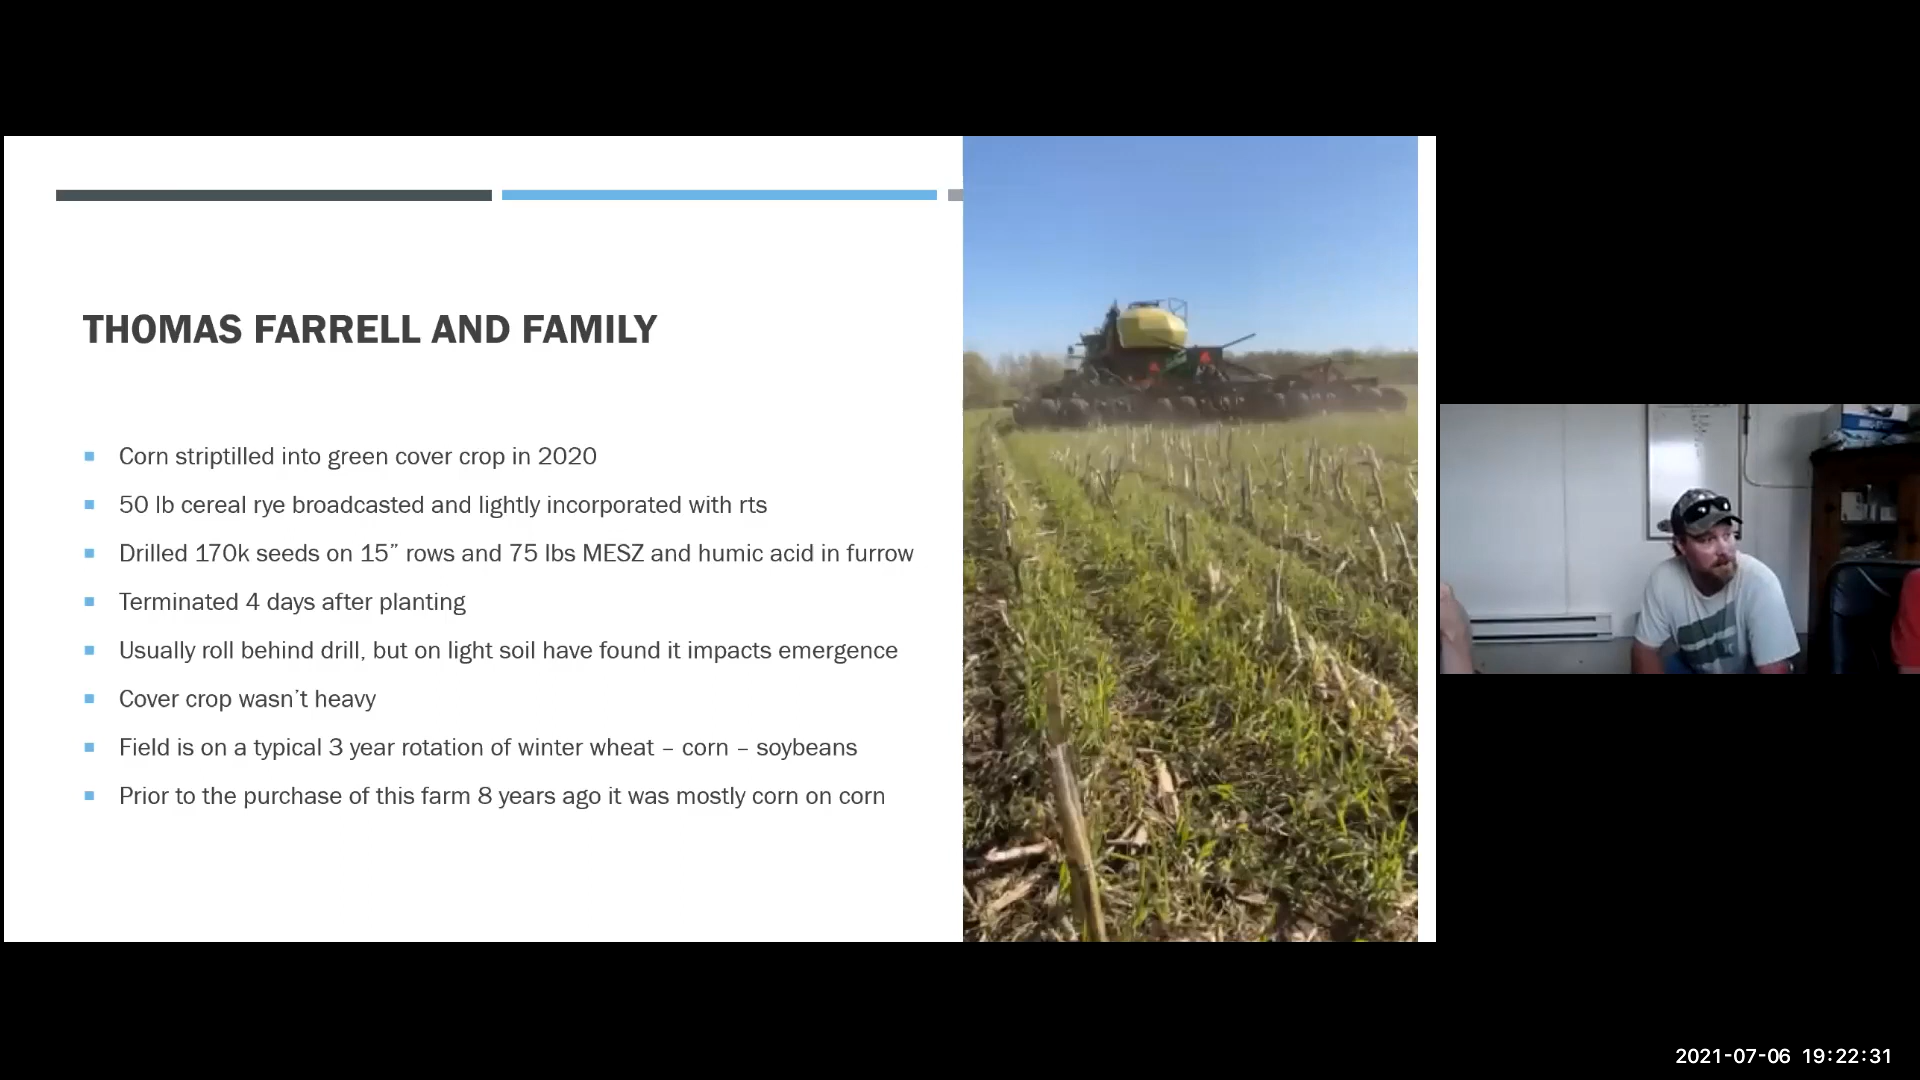 THOMAS FARRELL AND FAMILY
Corn striptilled into green cover crop in 2020
50 lb cereal rye broadcasted and lightly incorporated with rts
Drilled 170k seeds on 15” rows and 75 lbs MESZ and humic acid in furrow
Terminated 4 days after planting
Usually roll behind drill, but on light soil have found it impacts emergence
Cover crop wasn’t heavy
Field is on a typical 3 year rotation of winter wheat – corn – soybeans
Prior to the purchase of this farm 8 years ago it was mostly corn on corn
2021-07-06 19:22:31